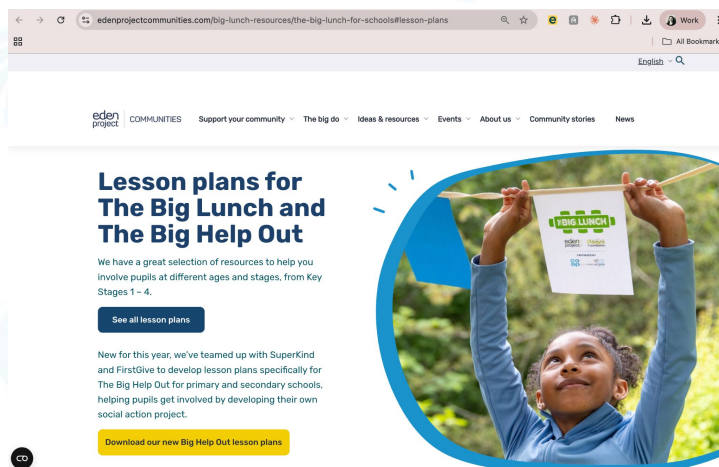 edenprojectcommunities.com/big-lunch-resources/the-big-lunch-for-schools#lesson-plans
Work
All Bookmark
English
eden project COMMUNITIES Support your community The big do Ideas & resources Events About us Community stories News
Lesson plans for
The Big Lunch and
The Big Help Out
We have a great selection of resources to help you
involve pupils at different ages and stages, from Key
Stages 1 – 4.
See all lesson plans
New for this year, we've teamed up with SuperKind
and FirstGive to develop lesson plans specifically for
The Big Help Out for primary and secondary schools,
helping pupils get involved by developing their own
social action project.
Download our new Big Help Out lesson plans
THE BIG LUNCH
eden
project
co
op